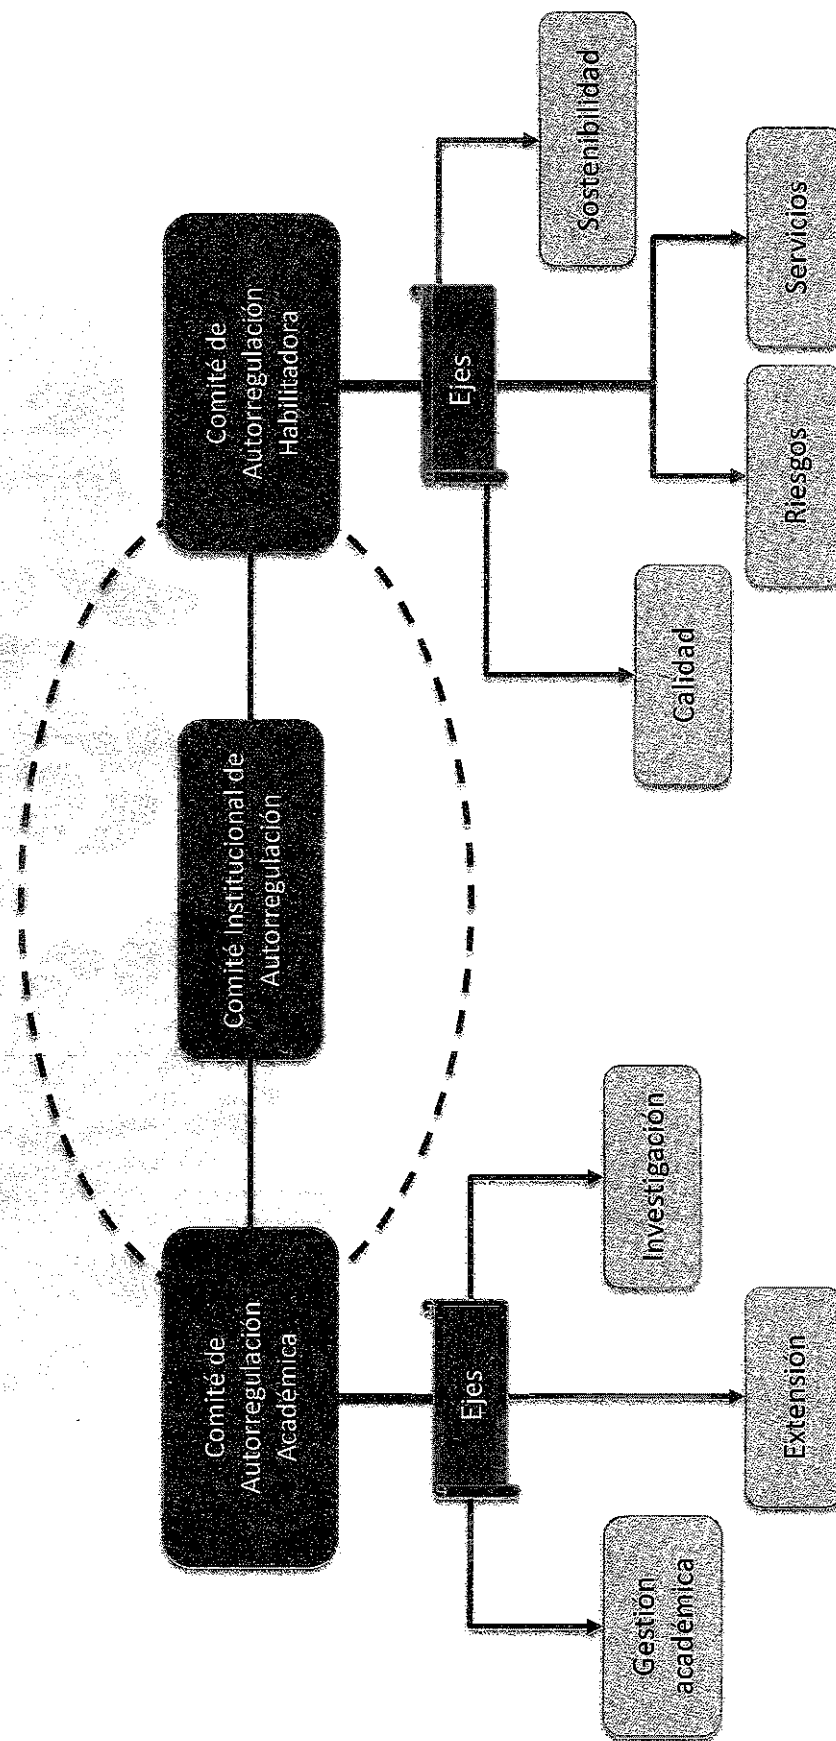 Comité de
Autorregulación
Académica
Comité Institucional de
Autorregulación
Comité de
Autorregulación
Habilitadora
Ejes
Gestión
académica
Extension
Investigación
Ejes
Calidad
Riesgos
Servicios
Sostenibilidad